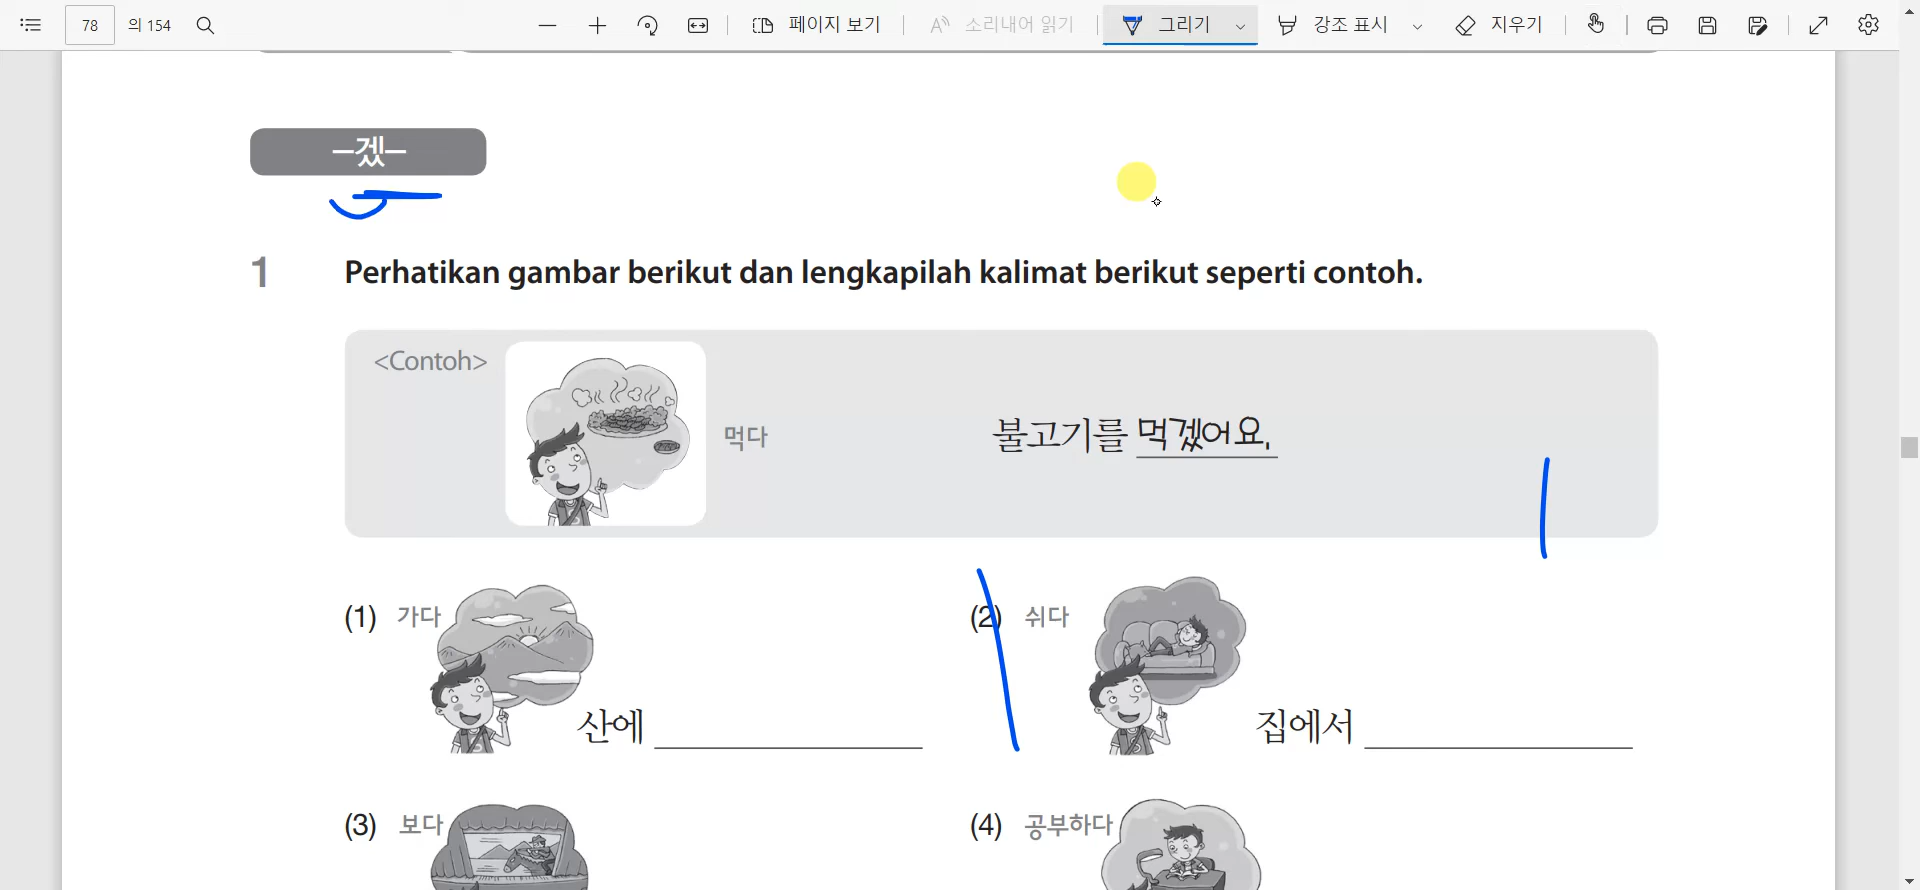 78 의 154 페이지 보기 소리내어 읽기 그리기 강조 표시 지우기
–겠–
1 Perhatikan gambar berikut dan lengkapilah kalimat berikut seperti contoh.
<Contoh>
먹다 불고기를 먹겠어요.
(1) 가다
산에 ____________
(2) 쉬다
집에서 ____________
(3) 보다
(4) 공부하다